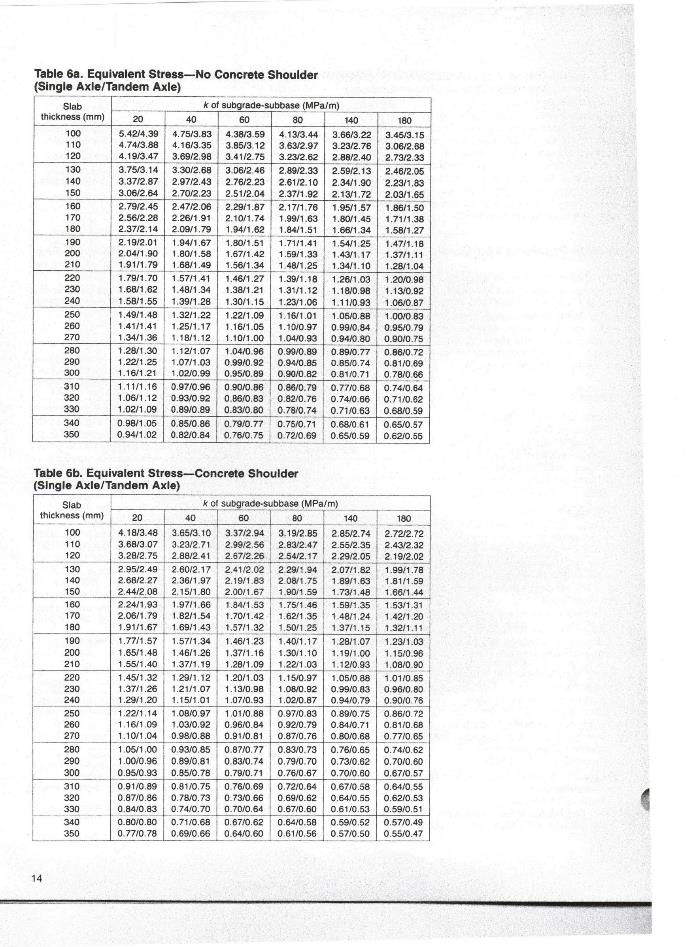 Table 6a. Equivalent Stress—No Concrete Shoulder
(Single Axle/Tandem Axle)
Slab thickness (mm) k of subgrade-subbase (MPa/m)
20 40 60 80 140 180
100 5.42/4.39 4.75/3.83 4.38/3.59 4.13/3.44 3.66/3.22 3.45/3.15
110 4.74/3.88 4.16/3.35 3.85/3.12 3.63/2.97 3.23/2.76 3.06/2.68
120 4.19/3.47 3.69/2.98 3.41/2.75 3.23/2.62 2.88/2.40 2.73/2.33
130 3.75/3.14 3.30/2.68 3.06/2.46 2.89/2.33 2.59/2.13 2.46/2.05
140 3.37/2.87 2.97/2.43 2.76/2.23 2.61/2.10 2.34/1.90 2.23/1.83
150 3.06/2.64 2.70/2.23 2.51/2.04 2.37/1.92 2.13/1.72 2.03/1.65
160 2.79/2.45 2.47/2.06 2.29/1.87 2.17/1.76 1.95/1.57 1.86/1.50
170 2.56/2.28 2.26/1.91 2.10/1.74 1.99/1.63 1.80/1.45 1.71/1.38
180 2.37/2.14 2.09/1.79 1.94/1.62 1.84/1.51 1.66/1.34 1.58/1.27
190 2.19/2.01 1.94/1.67 1.80/1.51 1.71/1.41 1.54/1.25 1.47/1.18
200 2.04/1.90 1.80/1.58 1.67/1.42 1.59/1.33 1.43/1.17 1.37/1.11
210 1.91/1.79 1.68/1.49 1.56/1.34 1.48/1.25 1.34/1.10 1.28/1.04
220 1.79/1.70 1.57/1.41 1.46/1.27 1.39/1.18 1.26/1.03 1.20/0.98
230 1.68/1.62 1.48/1.34 1.38/1.21 1.31/1.12 1.18/0.98 1.13/0.92
240 1.58/1.55 1.39/1.28 1.30/1.15 1.23/1.06 1.11/0.93 1.06/0.87
250 1.49/1.48 1.32/1.22 1.22/1.09 1.16/1.01 1.05/0.88 1.00/0.83
260 1.41/1.41 1.25/1.17 1.16/1.05 1.10/0.97 0.99/0.84 0.95/0.79
270 1.34/1.36 1.18/1.12 1.10/1.00 1.04/0.93 0.94/0.80 0.90/0.75
280 1.28/1.30 1.12/1.07 1.04/0.96 0.99/0.89 0.89/0.77 0.86/0.72
290 1.22/1.25 1.07/1.03 0.99/0.92 0.94/0.85 0.85/0.74 0.81/0.69
300 1.16/1.21 1.02/0.99 0.95/0.89 0.90/0.82 0.81/0.71 0.78/0.66
310 1.11/1.16 0.97/0.96 0.90/0.86 0.86/0.79 0.77/0.68 0.74/0.64
320 1.06/1.12 0.93/0.92 0.86/0.83 0.82/0.76 0.74/0.66 0.71/0.62
330 1.02/1.09 0.89/0.89 0.83/0.80 0.78/0.74 0.71/0.63 0.68/0.59
340 0.98/1.05 0.85/0.86 0.79/0.77 0.75/0.71 0.68/0.61 0.65/0.57
350 0.94/1.02 0.82/0.84 0.76/0.75 0.72/0.69 0.65/0.59 0.62/0.55
Table 6b. Equivalent Stress—Concrete Shoulder
(Single Axle/Tandem Axle)
Slab thickness (mm) k of subgrade-subbase (MPa/m)
20 40 60 80 140 180
100 4.18/3.48 3.65/3.10 3.37/2.94 3.19/2.85 2.85/2.74 2.72/2.72
110 3.68/3.07 3.23/2.71 2.99/2.56 2.83/2.47 2.55/2.35 2.43/2.32
120 3.28/2.75 2.88/2.41 2.67/2.26 2.54/2.17 2.29/2.05 2.19/2.02
130 2.95/2.49 2.60/2.17 2.41/2.02 2.29/1.94 2.07/1.82 1.99/1.78
140 2.68/2.27 2.36/1.97 2.19/1.83 2.08/1.75 1.89/1.63 1.81/1.59
150 2.44/2.08 2.15/1.80 2.00/1.67 1.90/1.59 1.73/1.48 1.66/1.44
160 2.24/1.93 1.97/1.66 1.84/1.53 1.75/1.46 1.59/1.35 1.53/1.31
170 2.06/1.79 1.82/1.54 1.70/1.42 1.62/1.35 1.48/1.24 1.42/1.20
180 1.91/1.67 1.69/1.43 1.57/1.32 1.50/1.25 1.37/1.15 1.32/1.11
190 1.77/1.57 1.57/1.34 1.46/1.23 1.40/1.17 1.28/1.07 1.23/1.03
200 1.65/1.48 1.46/1.26 1.37/1.16 1.30/1.10 1.19/1.00 1.15/0.96
210 1.55/1.40 1.37/1.19 1.28/1.09 1.22/1.03 1.12/0.93 1.08/0.90
220 1.45/1.32 1.29/1.12 1.20/1.03 1.15/0.97 1.05/0.88 1.01/0.85
230 1.37/1.26 1.21/1.07 1.13/0.98 1.08/0.92 0.99/0.83 0.96/0.80
240 1.29/1.20 1.15/1.01 1.07/0.93 1.02/0.87 0.94/0.79 0.90/0.76
250 1.22/1.14 1.08/0.97 1.01/0.88 0.97/0.83 0.89/0.75 0.86/0.72
260 1.16/1.09 1.03/0.92 0.96/0.84 0.92/0.79 0.84/0.71 0.81/0.68
270 1.10/1.04 0.98/0.88 0.91/0.81 0.87/0.76 0.80/0.68 0.77/0.65
280 1.05/1.00 0.93/0.85 0.87/0.77 0.83/0.73 0.76/0.65 0.74/0.62
290 1.00/0.96 0.89/0.81 0.83/0.74 0.79/0.70 0.73/0.62 0.70/0.60
300 0.95/0.93 0.85/0.78 0.79/0.71 0.76/0.67 0.70/0.60 0.67/0.57
310 0.91/0.89 0.81/0.75 0.76/0.69 0.72/0.64 0.67/0.58 0.64/0.55
320 0.87/0.86 0.78/0.73 0.73/0.66 0.69/0.62 0.64/0.55 0.62/0.53
330 0.84/0.83 0.74/0.70 0.70/0.64 0.67/0.60 0.61/0.53 0.59/0.51
340 0.80/0.80 0.71/0.68 0.67/0.62 0.64/0.58 0.59/0.52 0.57/0.49
350 0.77/0.78 0.69/0.66 0.64/0.60 0.61/0.56 0.57/0.50 0.55/0.47
14